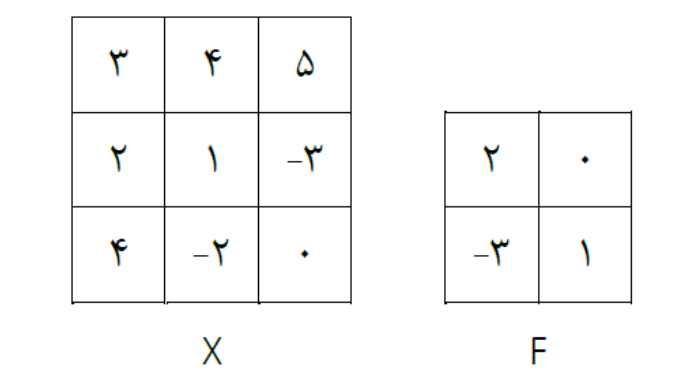 ۳ ۴ ۵
۲ ۱ -۳ ۲ ۰
۴ -۲ ۰ -۳ ۱
X F